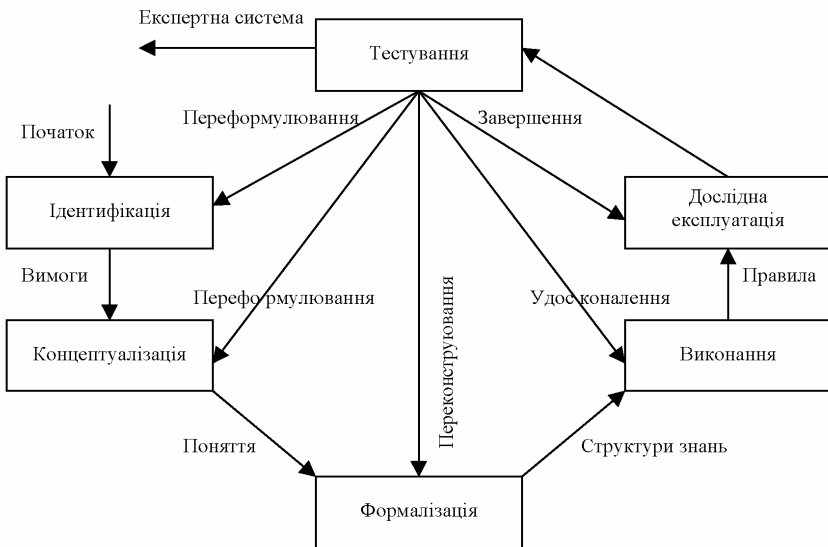 Експертна система
Тестування
Початок
Переформулювання
Завершення
Ідентифікація
Дослідна
експлуатація
Вимоги
Переформулювання
Удосконалення
Правила
Концептуалізація
Переконструювання
Виконання
Поняття
Структури знань
Формалізація